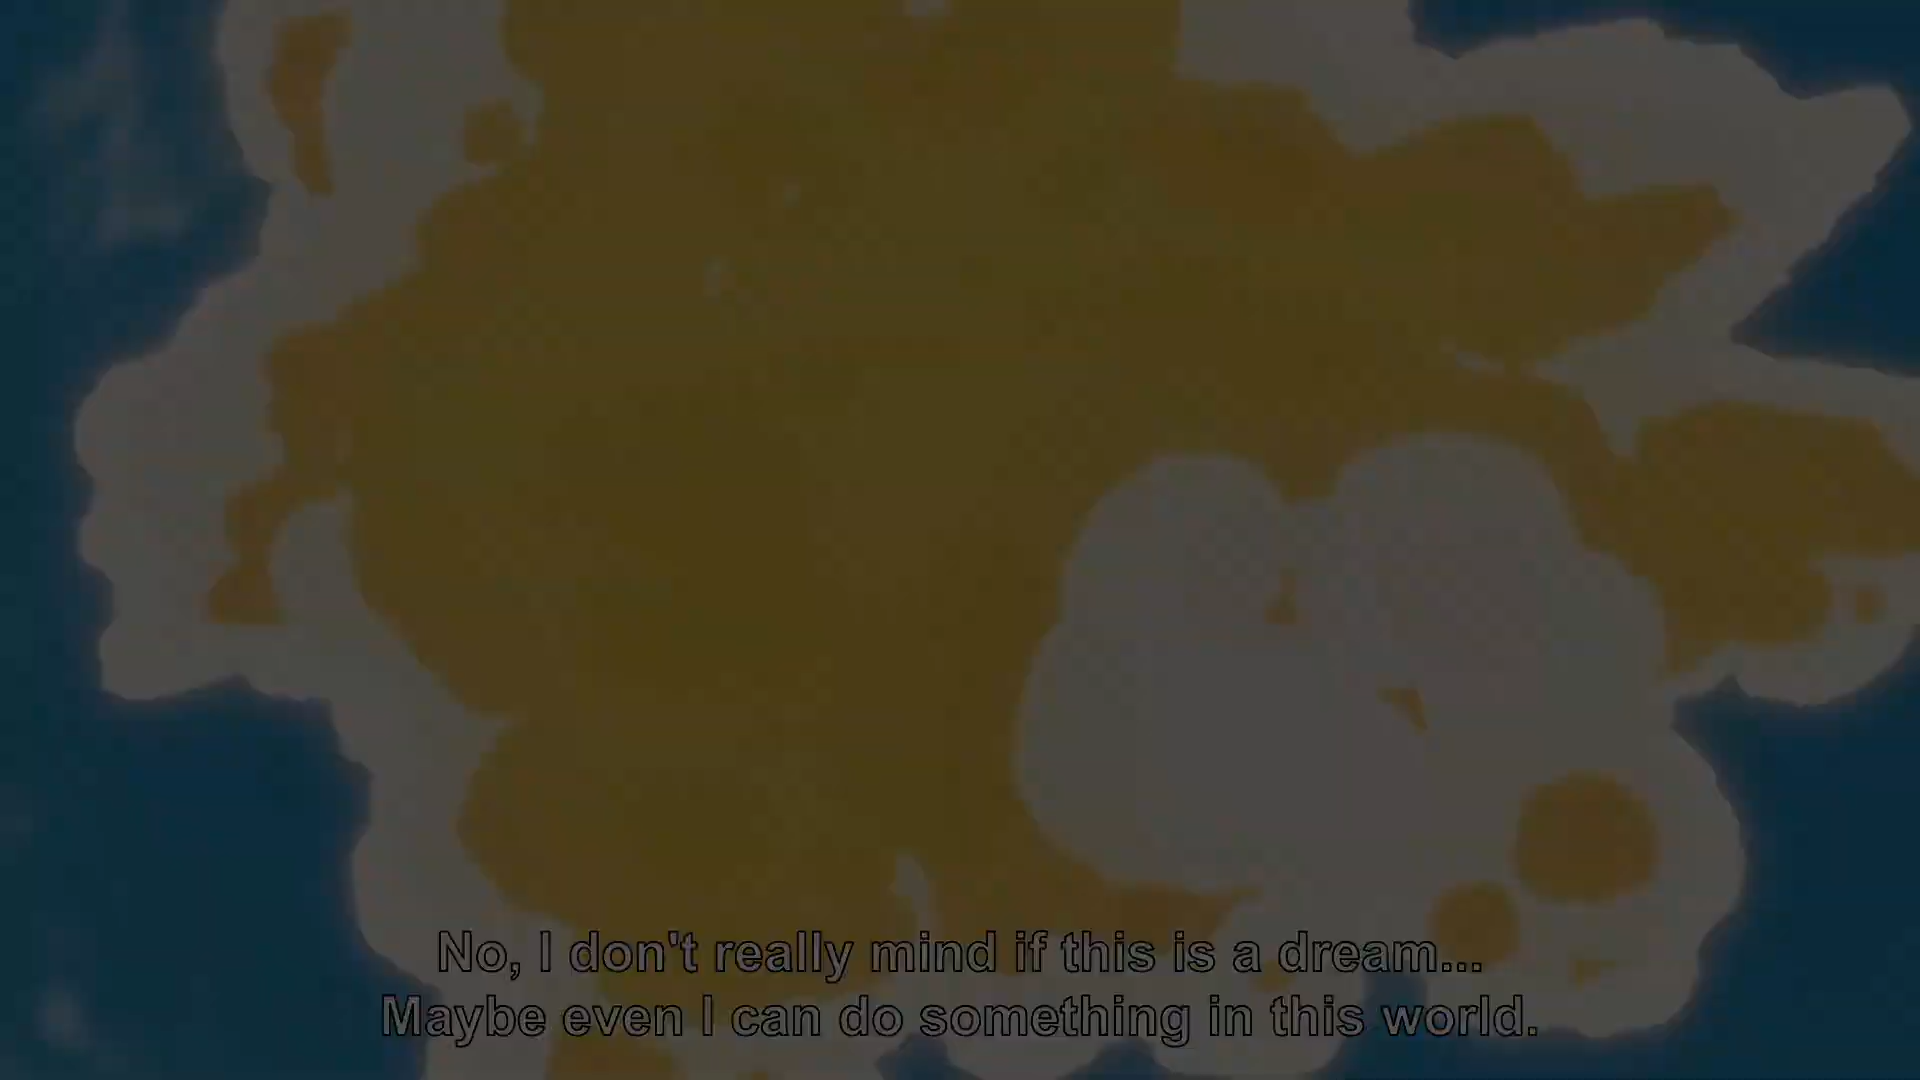 No, I don't really mind if this is a dream...
Maybe even I can do something in this world.